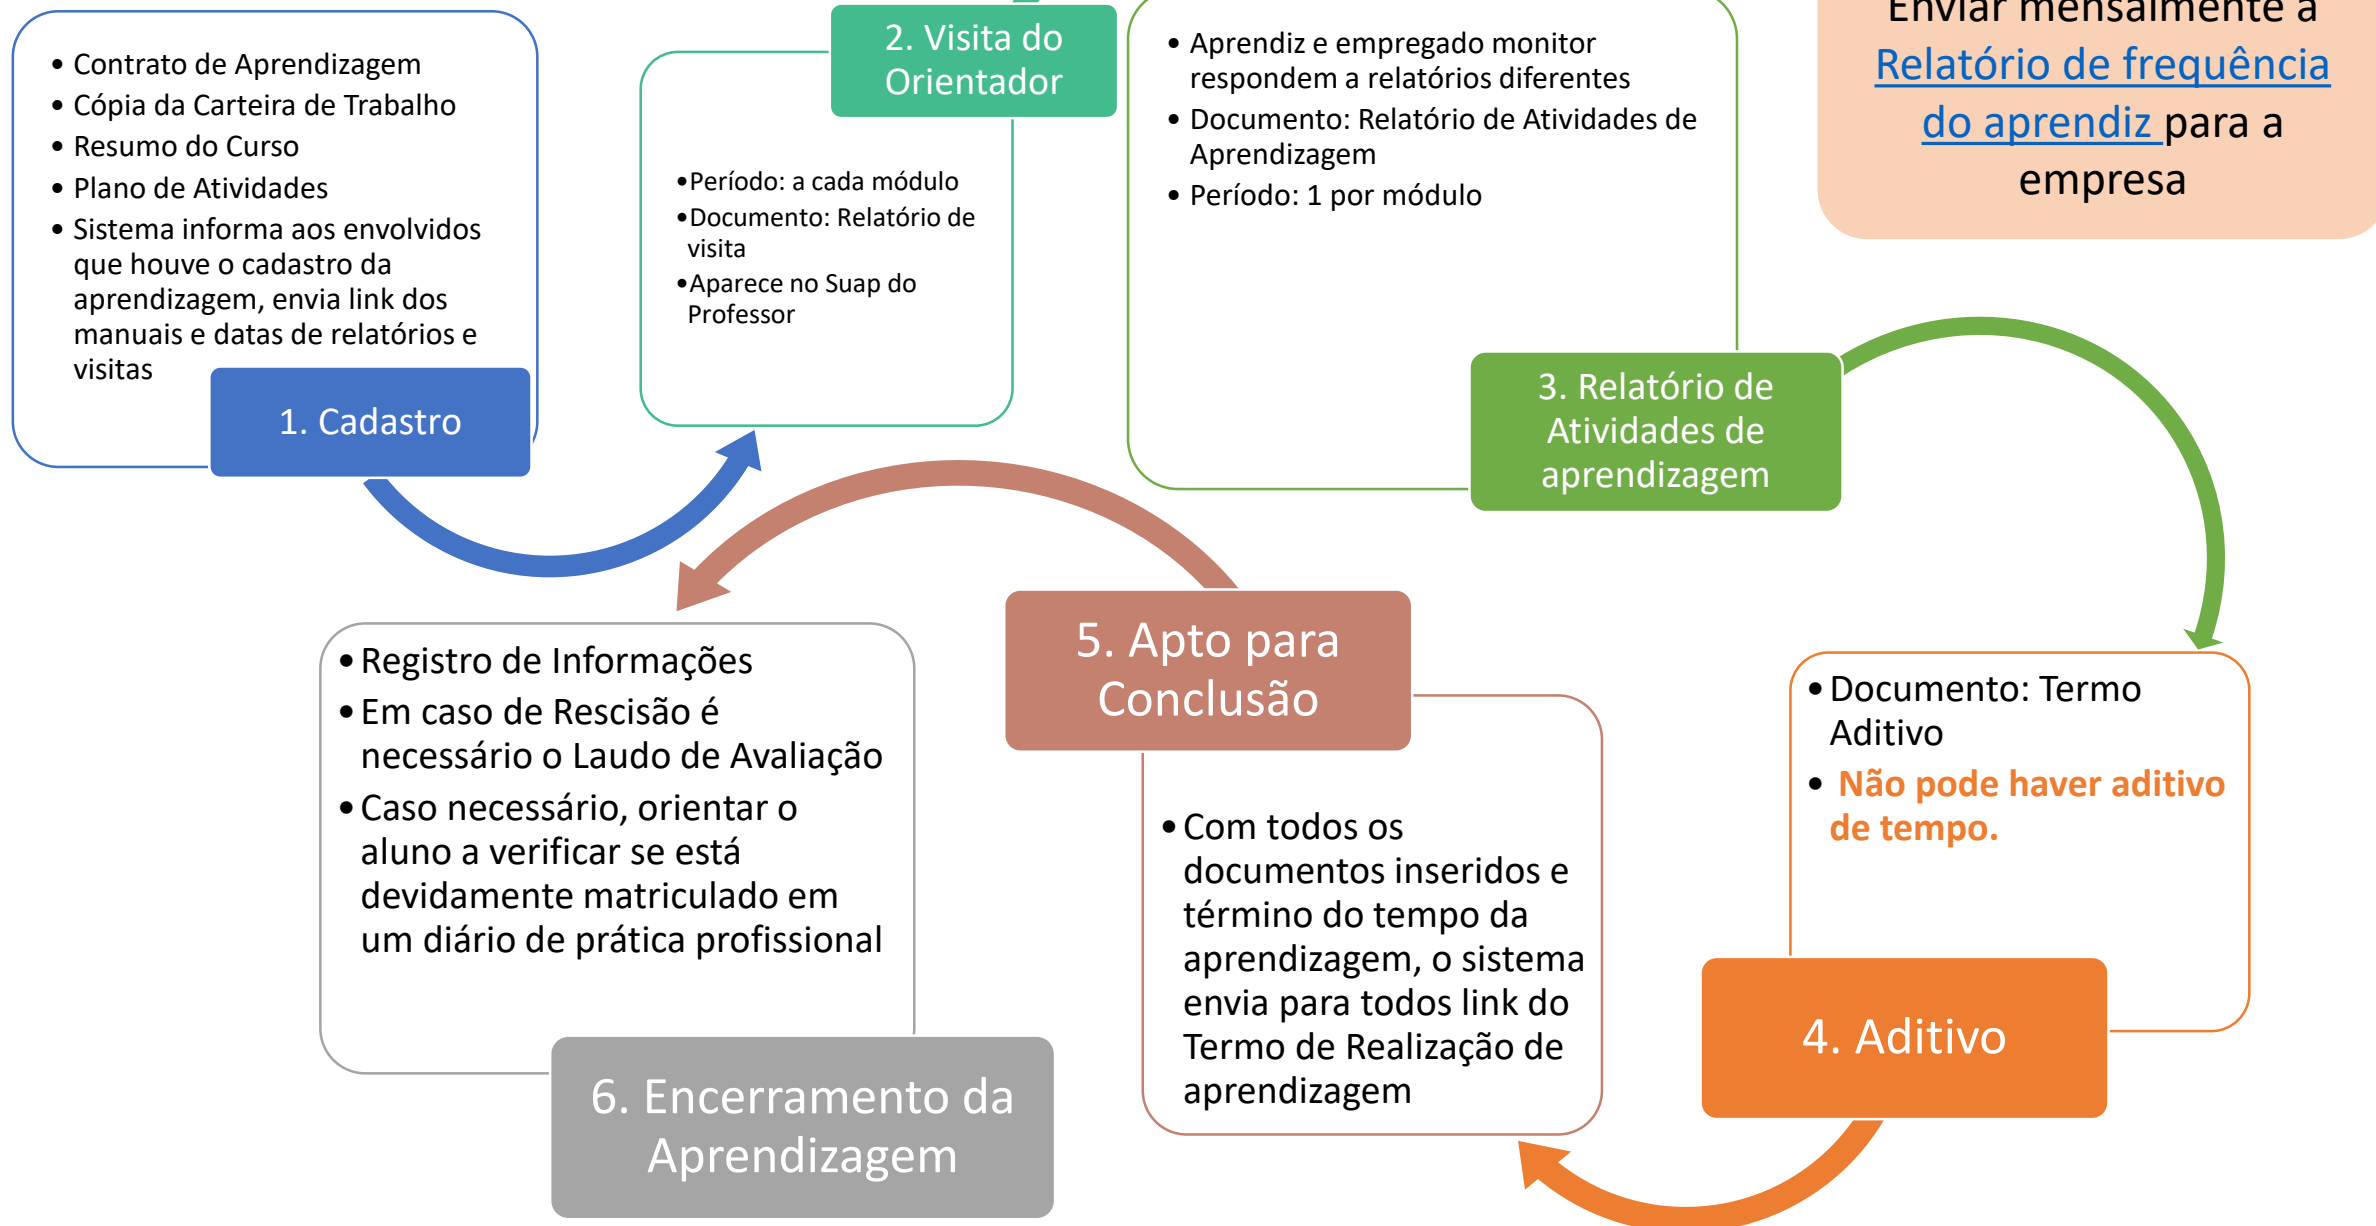 • Contrato de Aprendizagem
• Cópia da Carteira de Trabalho
• Resumo do Curso
• Plano de Atividades
• Sistema informa aos envolvidos
que houve o cadastro da
aprendizagem, envia link dos
manuais e datas de relatórios e
visitas
1. Cadastro
2. Visita do
Orientador
•Período: a cada módulo
•Documento: Relatório de
visita
•Aparece no Suap do
Professor
• Aprendiz e empregado monitor
respondem a relatórios diferentes
• Documento: Relatório de Atividades de
Aprendizagem
• Período: 1 por módulo
3. Relatório de
Atividades de
aprendizagem
Enviar mensalmente a
Relatório de frequência
do aprendiz para a
empresa
•Documento: Termo
Aditivo
• Não pode haver aditivo
de tempo.
4. Aditivo
5. Apto para
Conclusão
•Com todos os
documentos inseridos e
término do tempo da
aprendizagem, o sistema
envia para todos link do
Termo de Realização de
aprendizagem
•Registro de Informações
•Em caso de Rescisão é
necessário o Laudo de Avaliação
•Caso necessário, orientar o
aluno a verificar se está
devidamente matriculado em
um diário de prática profissional
6. Encerramento da
Aprendizagem